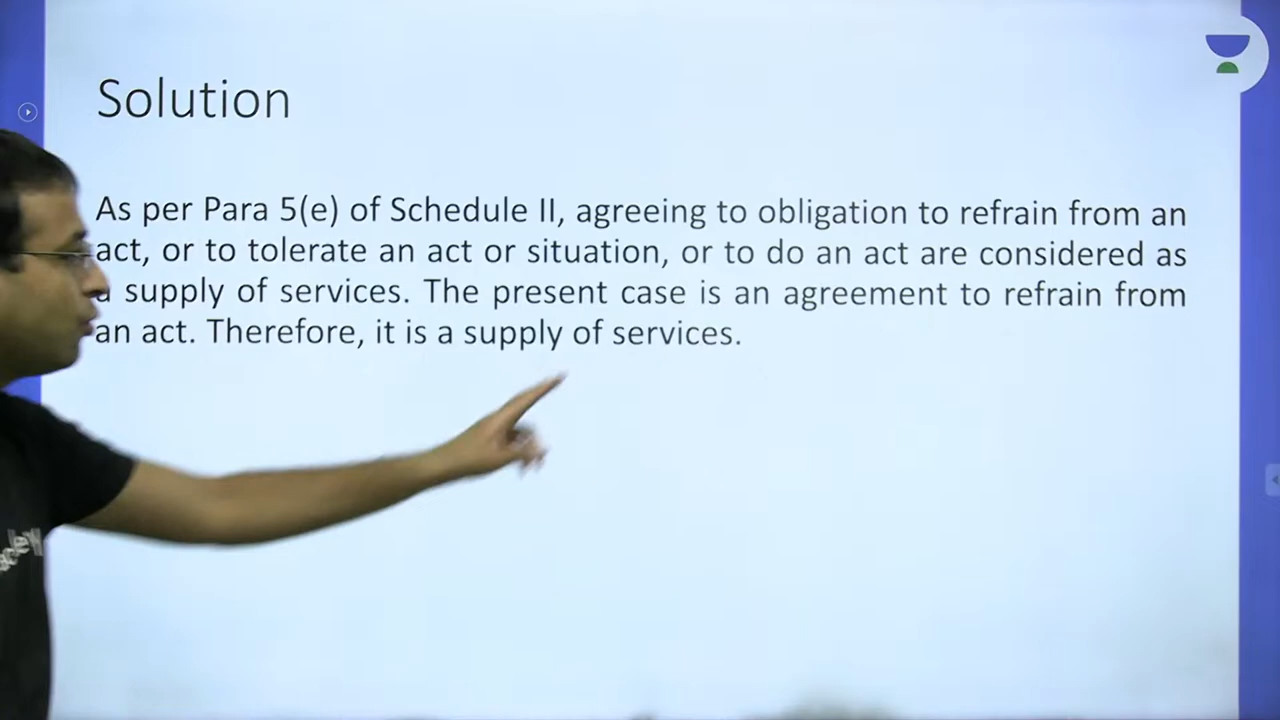 Solution
As per Para 5(e) of Schedule II, agreeing to obligation to refrain from an
act, or to tolerate an act or situation, or to do an act are considered as
a supply of services. The present case is an agreement to refrain from
an act. Therefore, it is a supply of services.